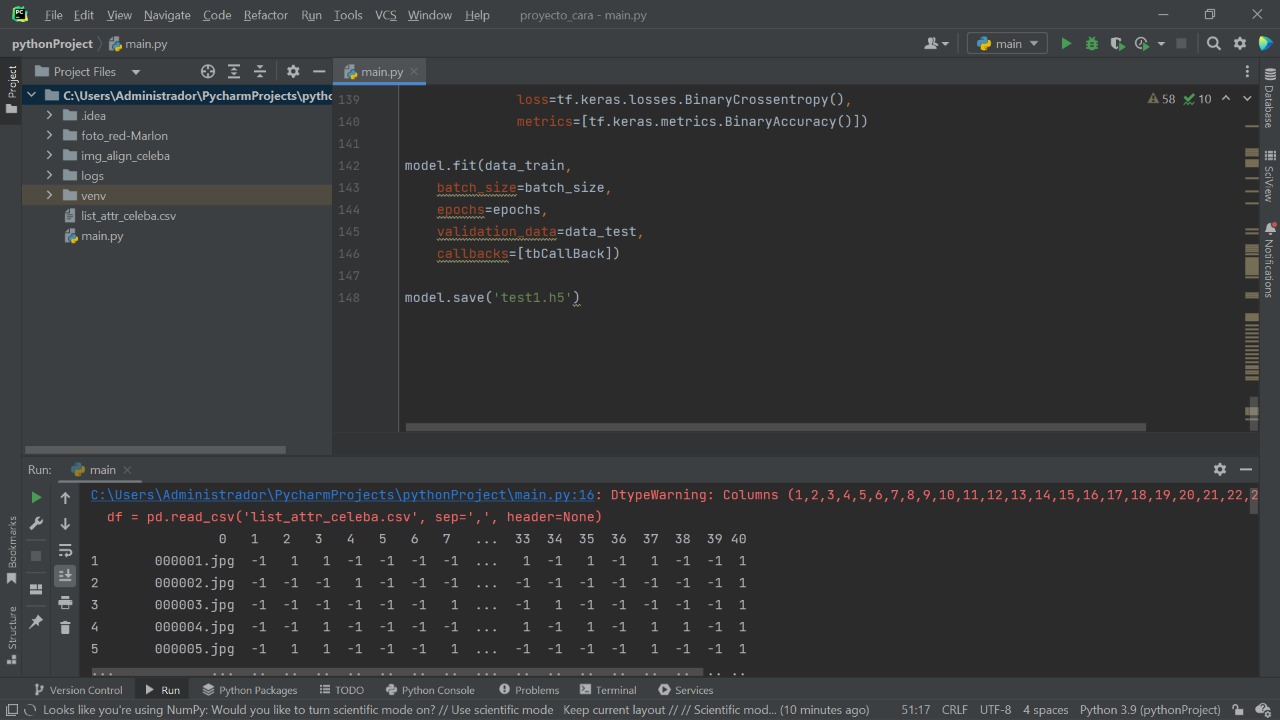 File Edit View Navigate Code Refactor Run Tools VCS Window Help proyecto_cara - main.py
pythonProject main.py main
Project
Project Files
main.py
C:\Users\Administrador\PycharmProjects\pytho
.idea
foto_red-Marlon
img_align_celeba
logs
venv
list_attr_celeba.csv
main.py
139 loss=tf.keras.losses.BinaryCrossentropy(),
140 metrics=[tf.keras.metrics.BinaryAccuracy()])
141
142 model.fit(data_train,
143 batch_size=batch_size,
144 epochs=epochs,
145 validation_data=data_test,
146 callbacks=[tbCallBack])
147
148 model.save('test1.h5')
58 10
Database
SciView
Notifications
Run: main
C:\Users\Administrador\PycharmProjects\pythonProject\main.py:16: DtypeWarning: Columns (1,2,3,4,5,6,7,8,9,10,11,12,13,14,15,16,17,18,19,20,21,22,2
df = pd.read_csv('list_attr_celeba.csv', sep=',', header=None)
0 1 2 3 4 5 6 7 ... 33 34 35 36 37 38 39 40
1 000001.jpg -1 1 1 -1 -1 -1 -1 ... 1 -1 1 -1 1 -1 -1 1
2 000002.jpg -1 -1 -1 1 -1 -1 -1 ... -1 -1 -1 -1 -1 -1 -1 1
3 000003.jpg -1 -1 -1 -1 -1 -1 1 ... -1 1 -1 -1 -1 -1 -1 1
4 000004.jpg -1 -1 1 -1 -1 -1 -1 ... 1 -1 1 -1 1 1 -1 1
5 000005.jpg -1 1 1 -1 -1 -1 1 ... -1 -1 -1 -1 1 -1 -1 1
Bookmarks
Structure
Version Control Run Python Packages TODO Python Console Problems Terminal Services
Looks like you're using NumPy: Would you like to turn scientific mode on? // Use scientific mode Keep current layout // // Scientific mod... (10 minutes ago) 51:17 CRLF UTF-8 4 spaces Python 3.9 (pythonProject)